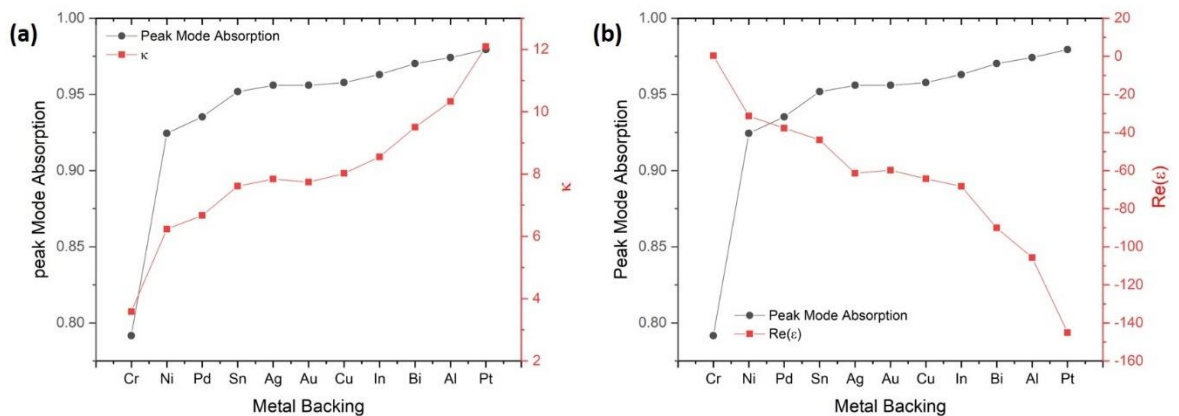 (a)
Peak Mode Absorption
κ
1.00
0.95
0.90
0.85
0.80
peak Mode Absorption
12
10
8
6
4
2
κ
Cr Ni Pd Sn Ag Au Cu In Bi Al Pt
Metal Backing
(b)
Peak Mode Absorption
Re(ε)
1.00
0.95
0.90
0.85
0.80
Peak Mode Absorption
20
0
-20
-40
-60
-80
-100
-120
-140
-160
Re(ε)
Cr Ni Pd Sn Ag Au Cu In Bi Al Pt
Metal Backing